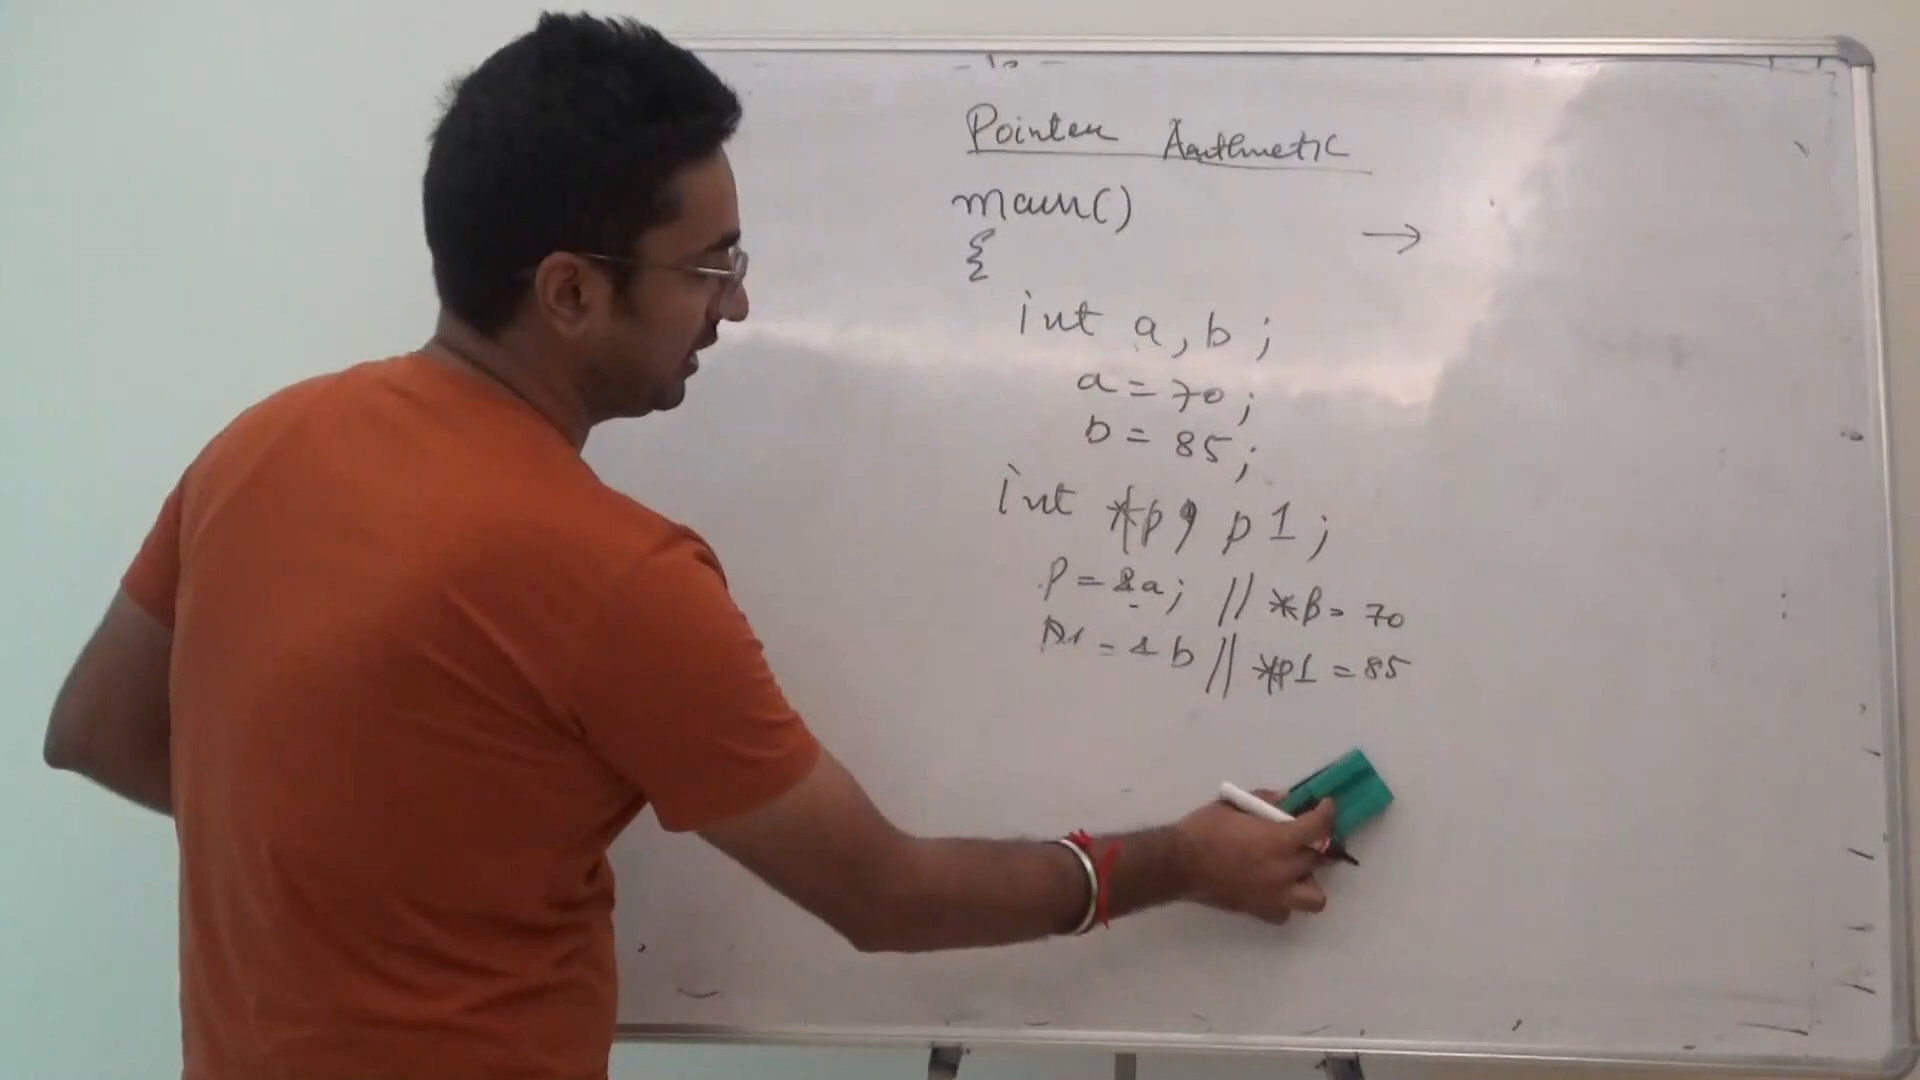 Pointer Arithmetic
main()
{
int a, b ;
a = 70 ;
b = 85 ;
int *p, p1 ;
p = &a; // *p = 70
p1 = &b // *p1 = 85